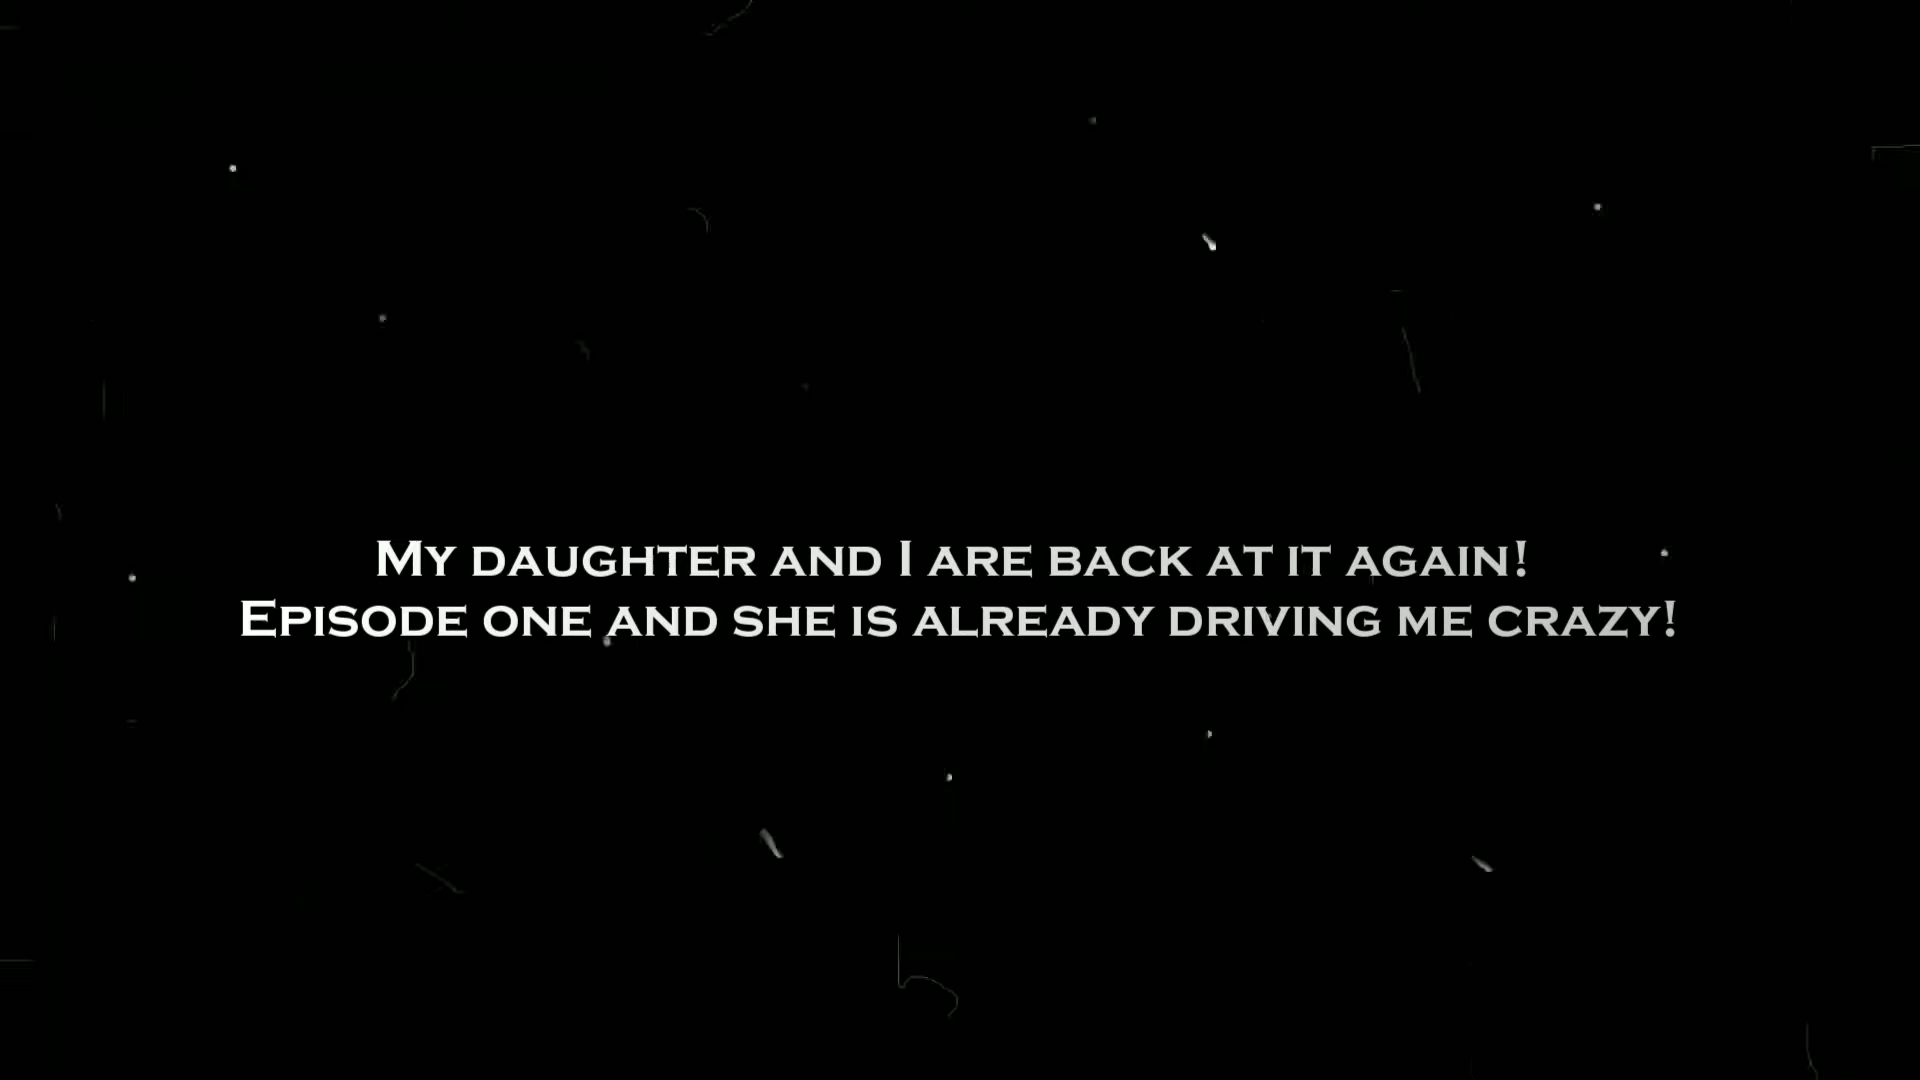 My daughter and I are back at it again!
Episode one and she is already driving me crazy!